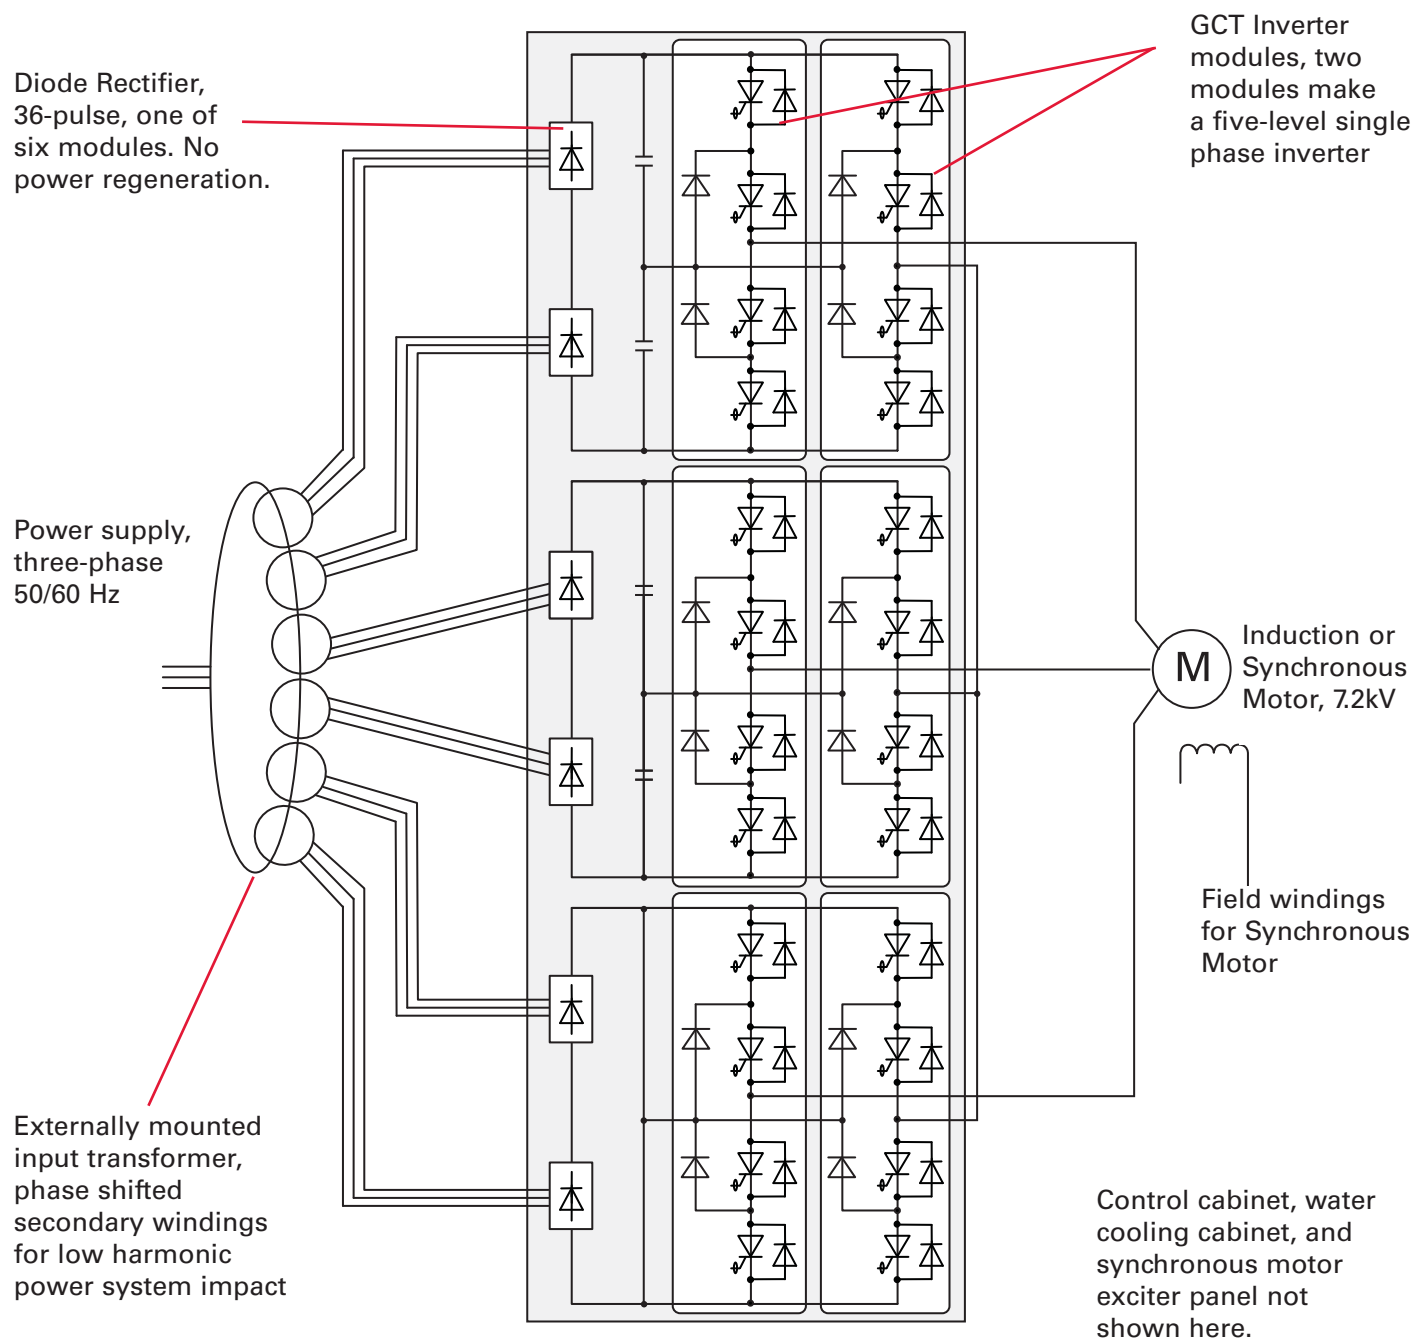 GCT Inverter
modules, two
modules make
a five-level single
phase inverter
Diode Rectifier,
36-pulse, one of
six modules. No
power regeneration.
Power supply,
three-phase
50/60 Hz
M
Induction or
Synchronous
Motor, 7.2kV
Field windings
for Synchronous
Motor
Externally mounted
input transformer,
phase shifted
secondary windings
for low harmonic
power system impact
Control cabinet, water
cooling cabinet, and
synchronous motor
exciter panel not
shown here.